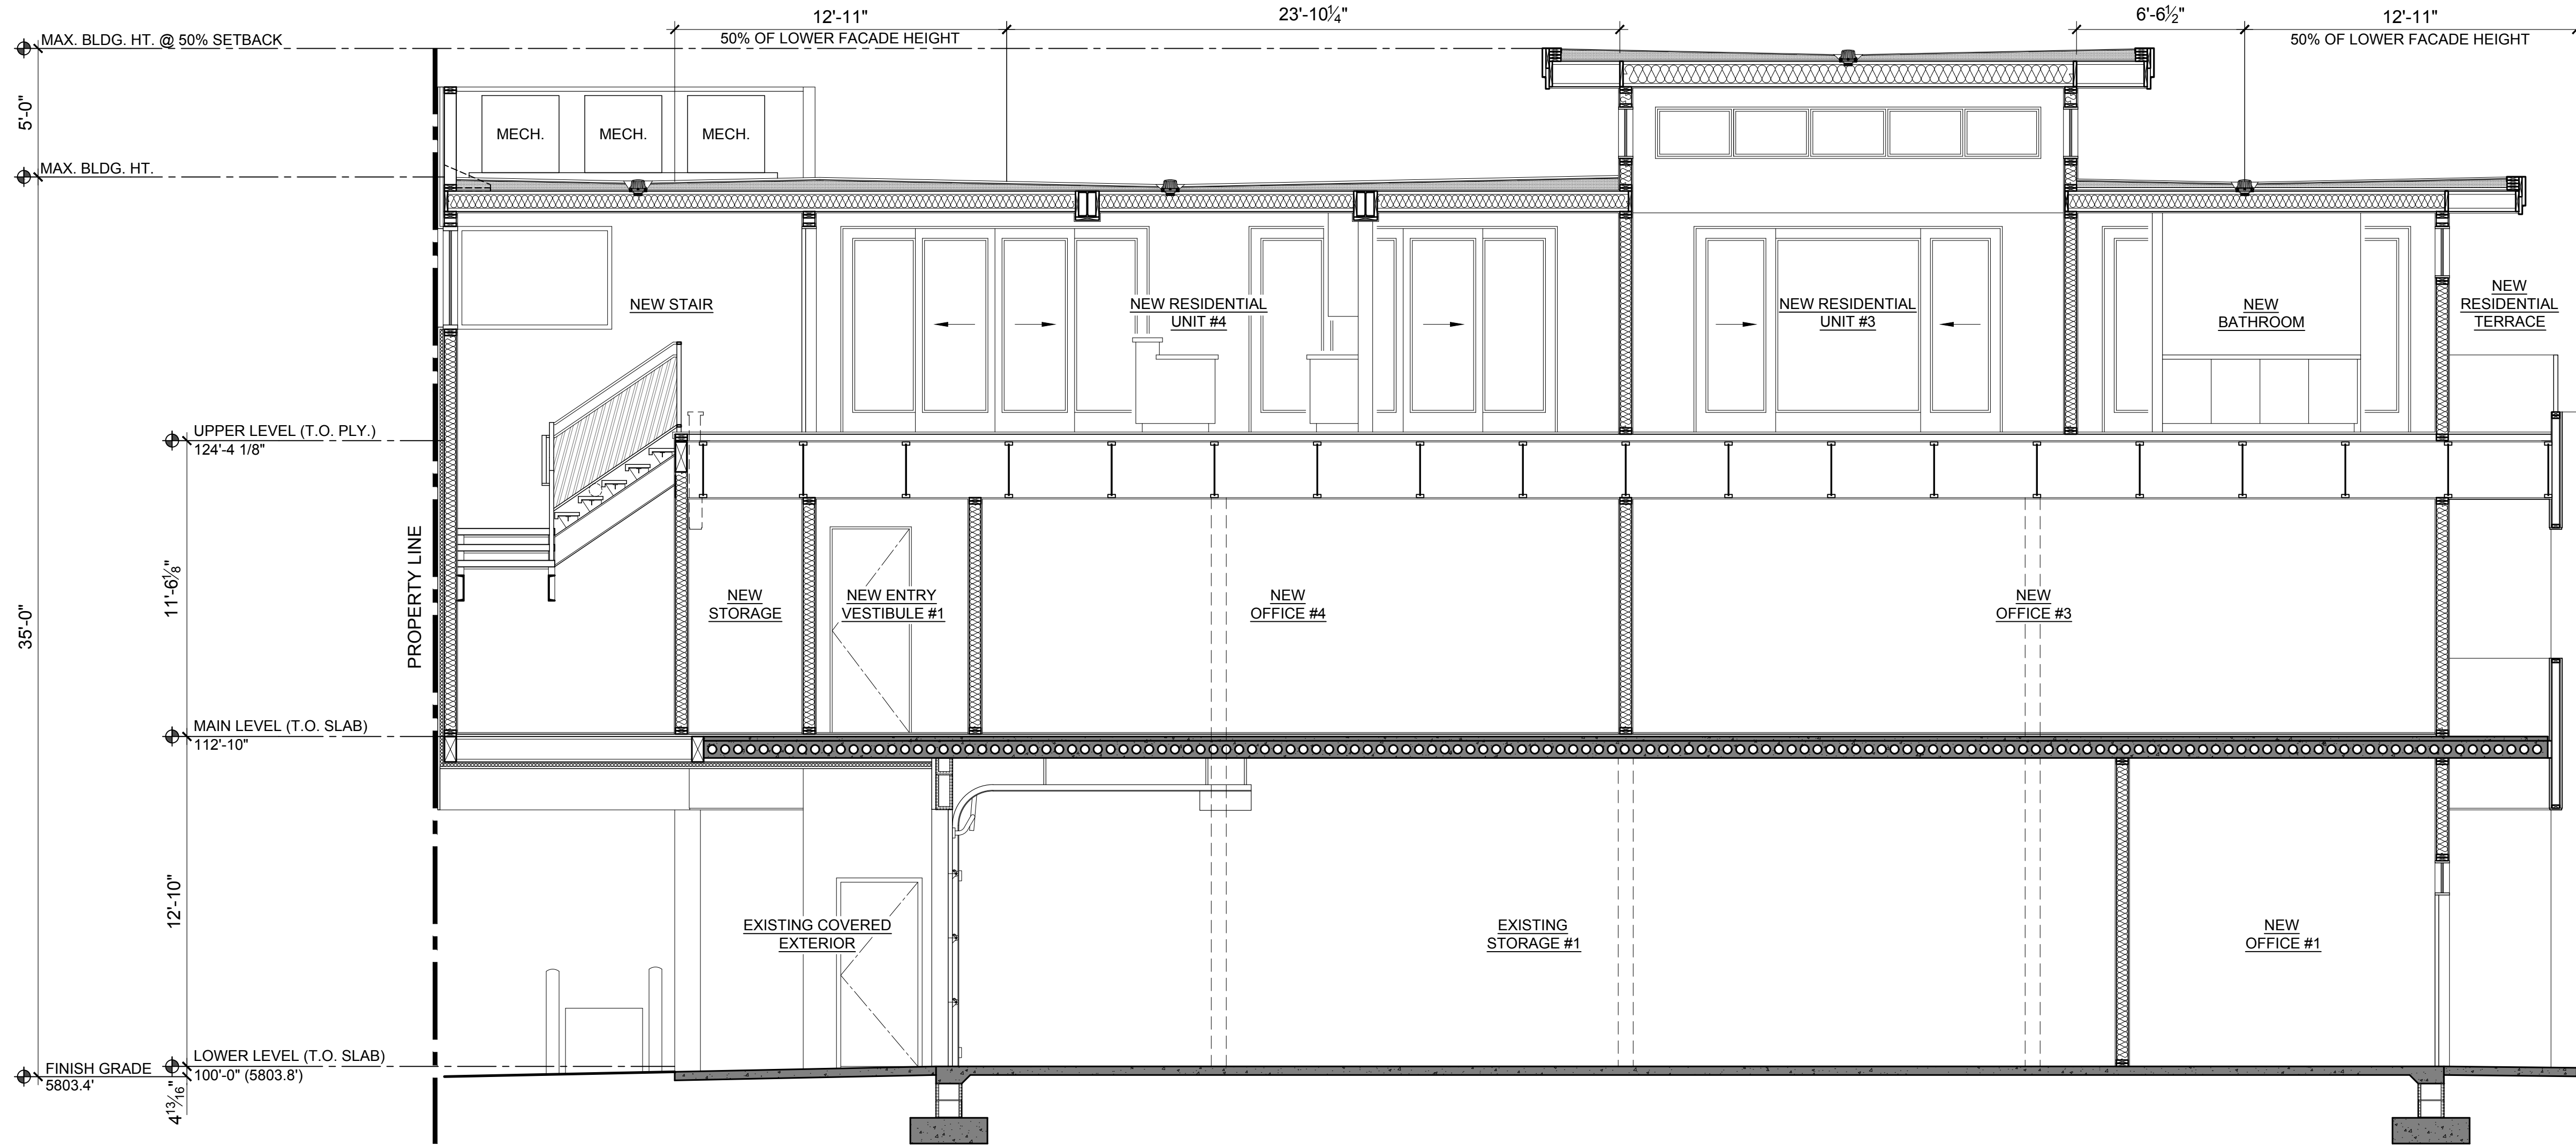 12'-11"
50% OF LOWER FACADE HEIGHT
23'-10¼"
6'-6½"
12'-11"
50% OF LOWER FACADE HEIGHT
MAX. BLDG. HT. @ 50% SETBACK
5'-0"
MAX. BLDG. HT.
MECH.
MECH.
MECH.
NEW STAIR
NEW RESIDENTIAL
UNIT #4
NEW RESIDENTIAL
UNIT #3
NEW
BATHROOM
NEW
RESIDENTIAL
TERRACE
UPPER LEVEL (T.O. PLY.)
124'-4 1/8"
PROPERTY LINE
35'-0"
11'-6⅛"
NEW
STORAGE
NEW ENTRY
VESTIBULE #1
NEW
OFFICE #4
NEW
OFFICE #3
MAIN LEVEL (T.O. SLAB)
112'-10"
12'-10"
EXISTING COVERED
EXTERIOR
EXISTING
STORAGE #1
NEW
OFFICE #1
LOWER LEVEL (T.O. SLAB)
100'-0" (5803.8')
FINISH GRADE
5803.4'
4 13/16"